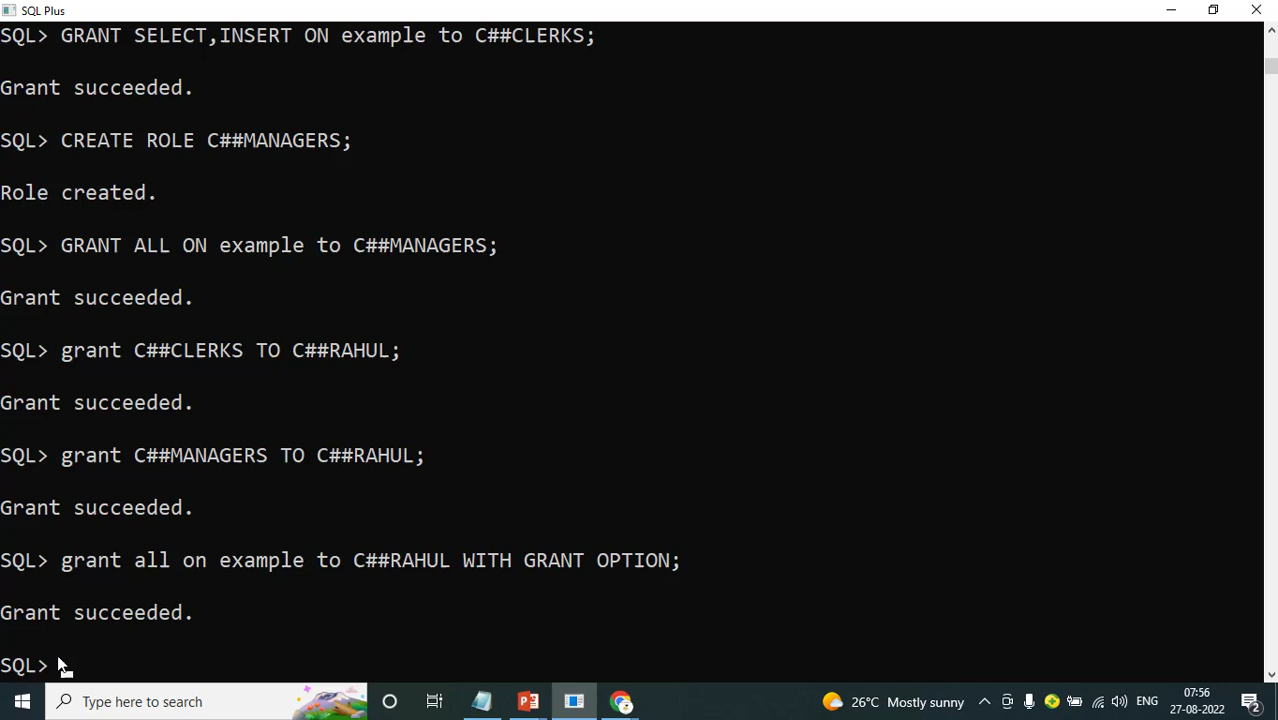 SQL Plus
SQL> GRANT SELECT,INSERT ON example to C##CLERKS;
Grant succeeded.
SQL> CREATE ROLE C##MANAGERS;
Role created.
SQL> GRANT ALL ON example to C##MANAGERS;
Grant succeeded.
SQL> grant C##CLERKS TO C##RAHUL;
Grant succeeded.
SQL> grant C##MANAGERS TO C##RAHUL;
Grant succeeded.
SQL> grant all on example to C##RAHUL WITH GRANT OPTION;
Grant succeeded.
SQL>
Type here to search
26°C Mostly sunny
ENG
07:56
27-08-2022
2